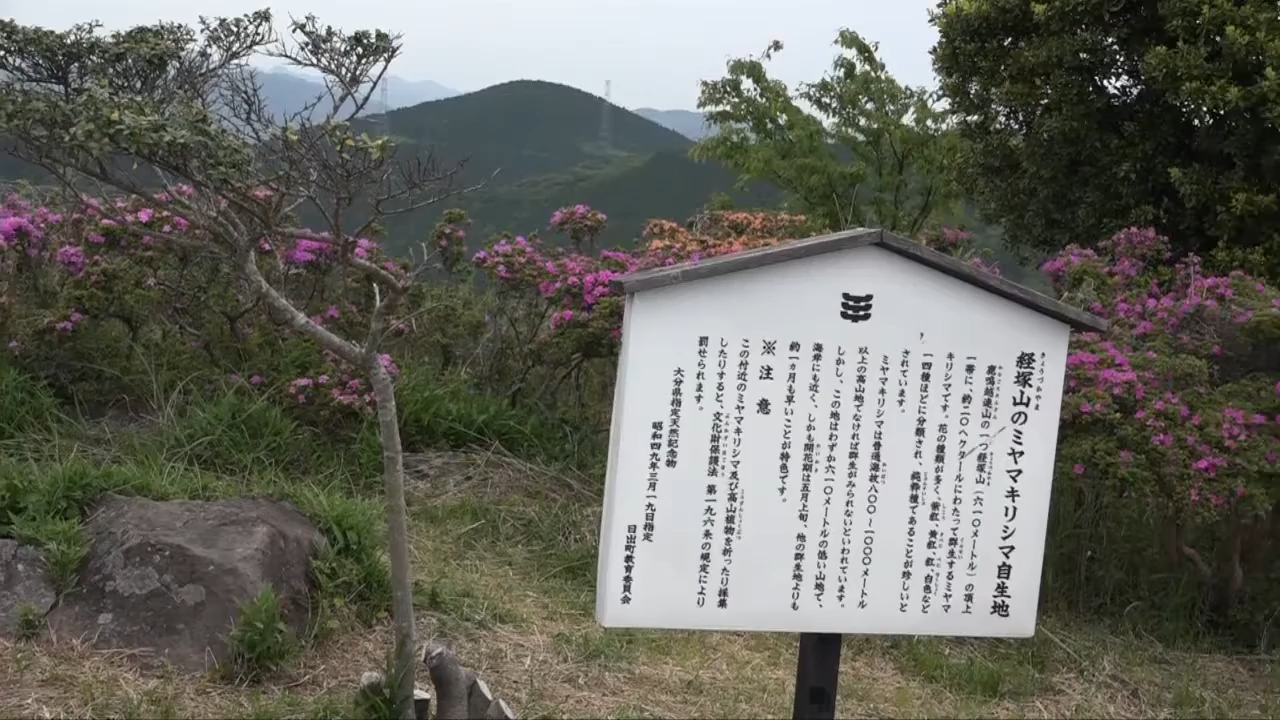 経塚山のミヤマキリシマ自生地
きょうづかやま
鹿鳴越連山の一つ経塚山(六一〇メートル)の頂上
一帯に、約二〇ヘクタールにわたって群生するミヤマ
キリシマです。花の種類が多く、紫紅、黄紅、紅、白色など
一四種ほどに分類され、純粋種であることが珍しいと
されています。
ミヤマキリシマは普通海抜八〇〇～一〇〇〇メートル
以上の高山地でなければ群生がみられないといわれています。
しかし、この地はわずか六一〇メートルの低い山地で、
海岸にも近く、しかも開花期は五月上旬、他の群生地よりも
約一ヵ月も早いことが特色です。
※注意
この付近のミヤマキリシマ及び高山植物を折ったり採集
したりすると、文化財保護法 第一九六条の規定により
罰せられます。
大分県指定天然記念物
昭和四九年三月一九日指定
日出町教育委員会